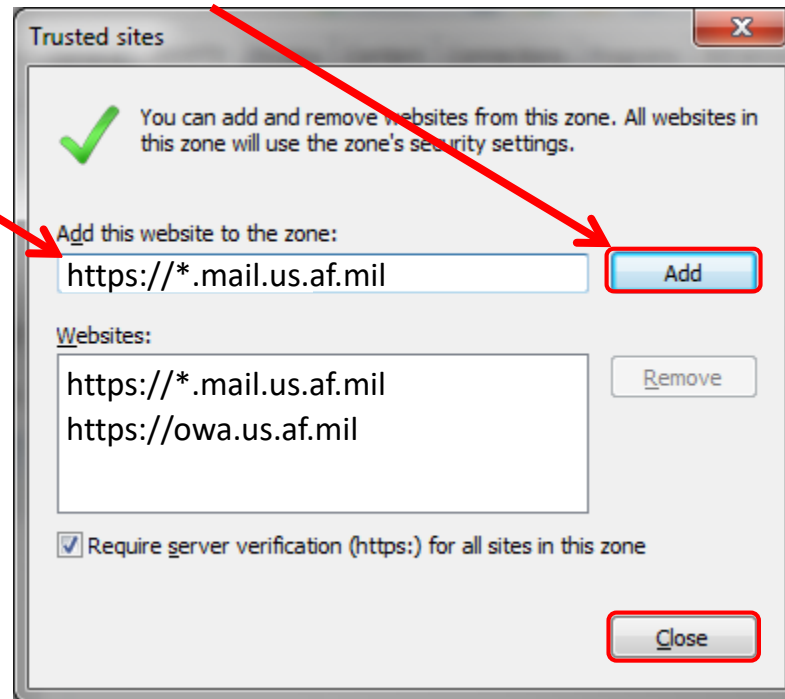 Trusted sites
x
You can add and remove websites from this zone. All websites in
this zone will use the zone's security settings.
Add this website to the zone:
https://*.mail.us.af.mil
Add
Websites:
https://*.mail.us.af.mil
https://owa.us.af.mil
Remove
Require server verification (https:) for all sites in this zone
Close